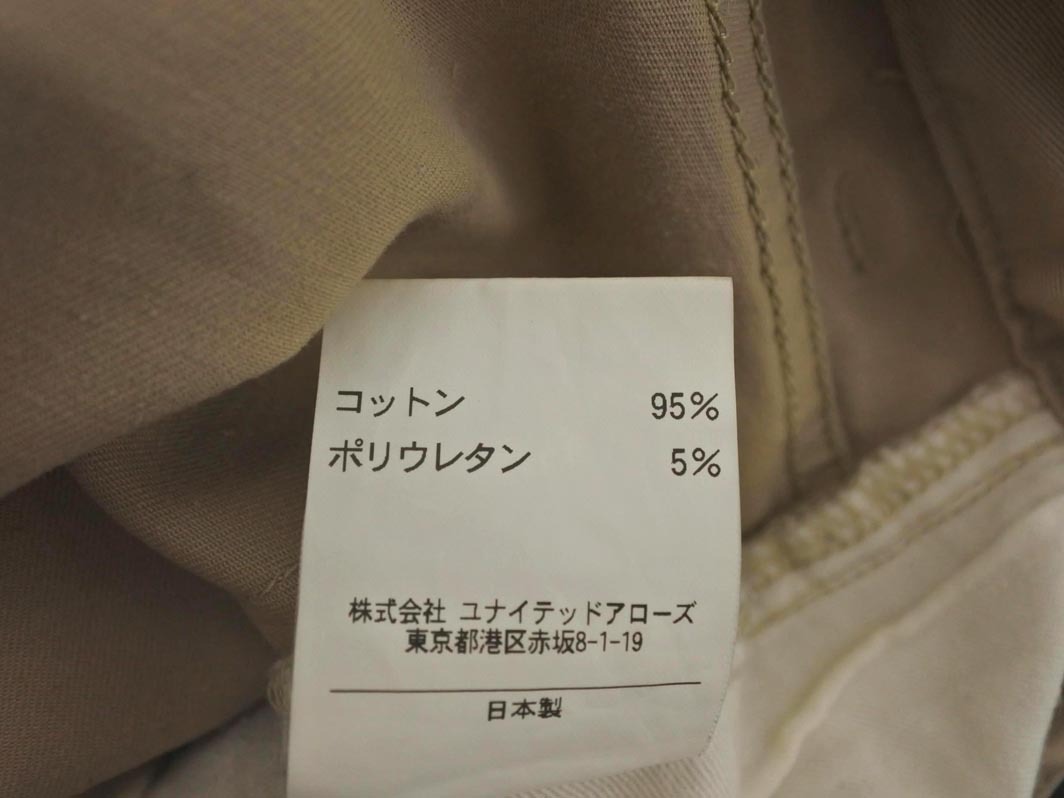 コットン 95%
ポリウレタン 5%
株式会社 ユナイテッドアローズ
東京都港区赤坂8-1-19
日本製